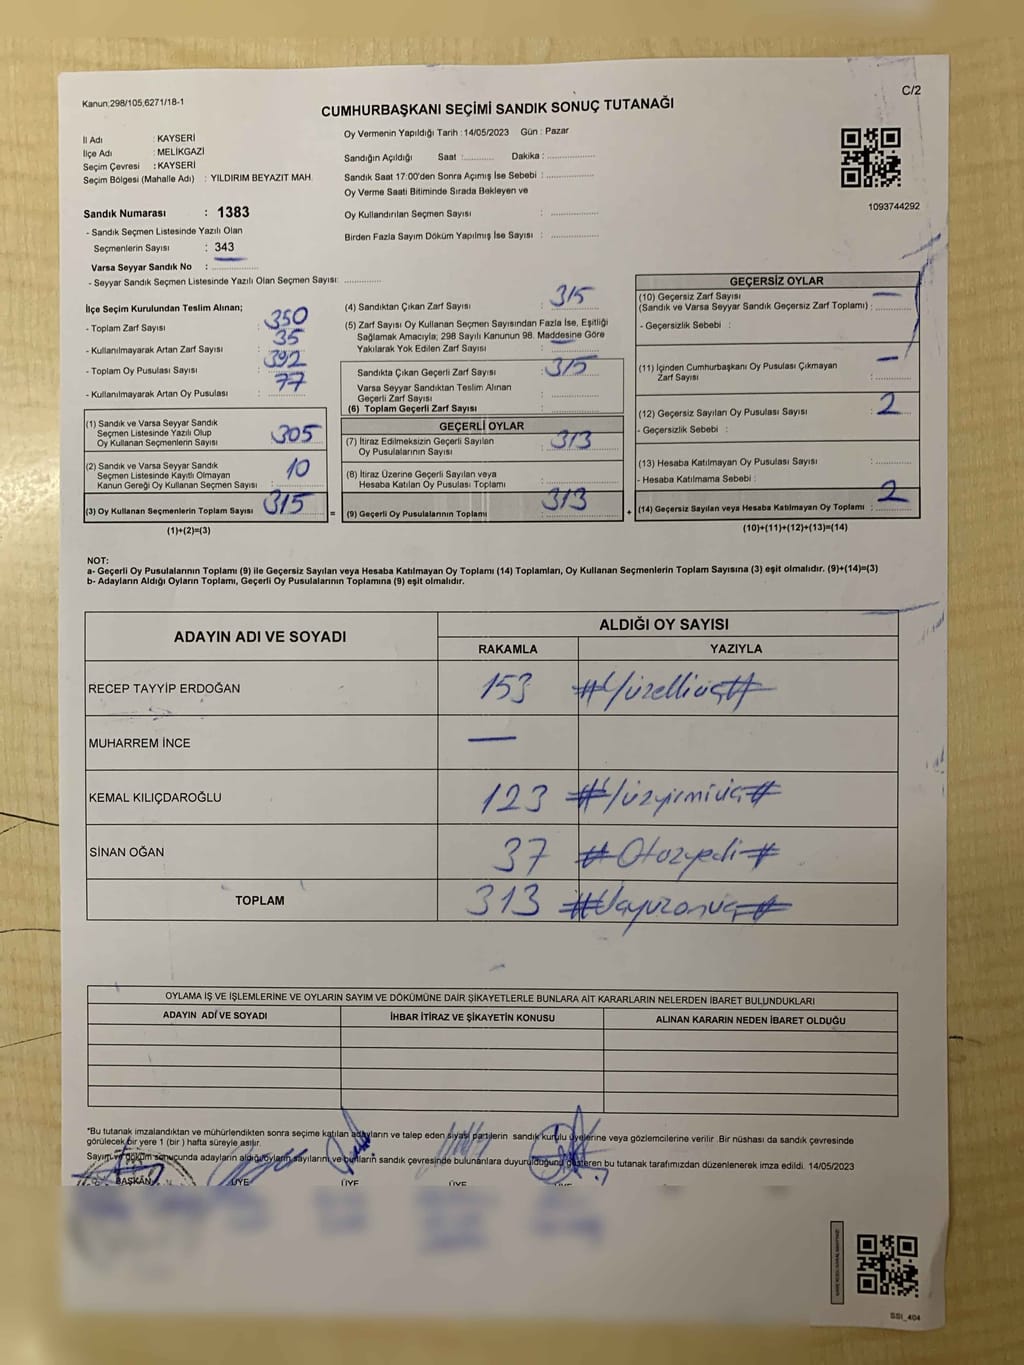 Kanun;298/105,6271/18-1
C/2
CUMHURBAŞKANI SEÇİMİ SANDIK SONUÇ TUTANAĞI
İl Adı : KAYSERİ
İlçe Adı : MELİKGAZİ
Seçim Çevresi : KAYSERİ
Seçim Bölgesi (Mahalle Adı) : YILDIRIM BEYAZIT MAH.
Sandık Numarası : 1383
- Sandık Seçmen Listesinde Yazılı Olan
Seçmenlerin Sayısı : 343
Varsa Seyyar Sandık No :
- Seyyar Sandık Seçmen Listesinde Yazılı Olan Seçmen Sayısı:
Oy Vermenin Yapıldığı Tarih : 14/05/2023 Gün : Pazar
Sandığın Açıldığı Saat : Dakika :
Sandık Saat 17:00'den Sonra Açımış İse Sebebi :
Oy Verme Saati Bitiminde Sırada Bekleyen ve
Oy Kullandırılan Seçmen Sayısı :
Birden Fazla Sayım Döküm Yapılmış İse Sayısı :
1093744292
İlçe Seçim Kurulundan Teslim Alınan;
- Toplam Zarf Sayısı : 350
- Kullanılmayarak Artan Zarf Sayısı : 35
- Toplam Oy Pusulası Sayısı : 392
- Kullanılmayarak Artan Oy Pusulası : 77
(1) Sandık ve Varsa Seyyar Sandık
Seçmen Listesinde Yazılı Olup
Oy Kullanan Seçmenlerin Sayısı : 305
(2) Sandık ve Varsa Seyyar Sandık
Seçmen Listesinde Kayıtlı Olmayan
Kanun Gereği Oy Kullanan Seçmen Sayısı : 10
(3) Oy Kullanan Seçmenlerin Toplam Sayısı : 315
(1)+(2)=(3)
(4) Sandıktan Çıkan Zarf Sayısı : 315
(5) Zarf Sayısı Oy Kullanan Seçmen Sayısından Fazla İse, Eşitliği
Sağlamak Amacıyla; 298 Sayılı Kanunun 98. Maddesine Göre
Yakılarak Yok Edilen Zarf Sayısı : —
Sandıkta Çıkan Geçerli Zarf Sayısı : 315
Varsa Seyyar Sandıktan Teslim Alınan
Geçerli Zarf Sayısı :
(6) Toplam Geçerli Zarf Sayısı :
GEÇERLİ OYLAR
(7) İtiraz Edilmeksizin Geçerli Sayılan
Oy Pusulalarının Sayısı : 313
(8) İtiraz Üzerine Geçerli Sayılan veya
Hesaba Katılan Oy Pusulası Toplamı :
= (9) Geçerli Oy Pusulalarının Toplamı : 313
GEÇERSİZ OYLAR
(10) Geçersiz Zarf Sayısı —
(Sandık ve Varsa Seyyar Sandık Geçersiz Zarf Toplamı) :
- Geçersizlik Sebebi :
(11) İçinden Cumhurbaşkanı Oy Pusulası Çıkmayan
Zarf Sayısı : —
(12) Geçersiz Sayılan Oy Pusulası Sayısı : 2
- Geçersizlik Sebebi :
(13) Hesaba Katılmayan Oy Pusulası Sayısı :
- Hesaba Katılmama Sebebi :
+ (14) Geçersiz Sayılan veya Hesaba Katılmayan Oy Toplamı : 2
(10)+(11)+(12)+(13)=(14)
NOT:
a- Geçerli Oy Pusulalarının Toplamı (9) ile Geçersiz Sayılan veya Hesaba Katılmayan Oy Toplamı (14) Toplamları, Oy Kullanan Seçmenlerin Toplam Sayısına (3) eşit olmalıdır. (9)+(14)=(3)
b- Adayların Aldığı Oyların Toplamı, Geçerli Oy Pusulalarının Toplamına (9) eşit olmalıdır.
ADAYIN ADI VE SOYADI
ALDIĞI OY SAYISI
RAKAMLA YAZIYLA
RECEP TAYYİP ERDOĞAN 153 #Yüzelliüç#
MUHARREM İNCE —
KEMAL KILIÇDAROĞLU 123 #Yüzyirmiüç#
SİNAN OĞAN 37 #Otuzyedi#
TOPLAM 313 #Üçyüzonüç#
OYLAMA İŞ VE İŞLEMLERİNE VE OYLARIN SAYIM VE DÖKÜMÜNE DAİR ŞİKAYETLERLE BUNLARA AİT KARARLARIN NELERDEN İBARET BULUNDUKLARI
ADAYIN ADI VE SOYADI İHBAR İTİRAZ VE ŞİKAYETİN KONUSU ALINAN KARARIN NEDEN İBARET OLDUĞU
*Bu tutanak imzalandıktan ve mühürlendikten sonra seçime katılan adayların ve talep eden siyasi partilerin sandık kurulu üyelerine veya gözlemcilerine verilir .Bir nüshası da sandık çevresinde
görülecek bir yere 1 (bir ) hafta süreyle asılır.
Sayım ve döküm sonucunda adayların aldığı oyların sayılarını ve bunların sandık çevresinde bulunanlara duyurulduğunu gösteren bu tutanak tarafımızdan düzenlenerek imza edildi. 14/05/2023
BAŞKAN ÜYE ÜYE ÜYE ÜYE
SSI_404